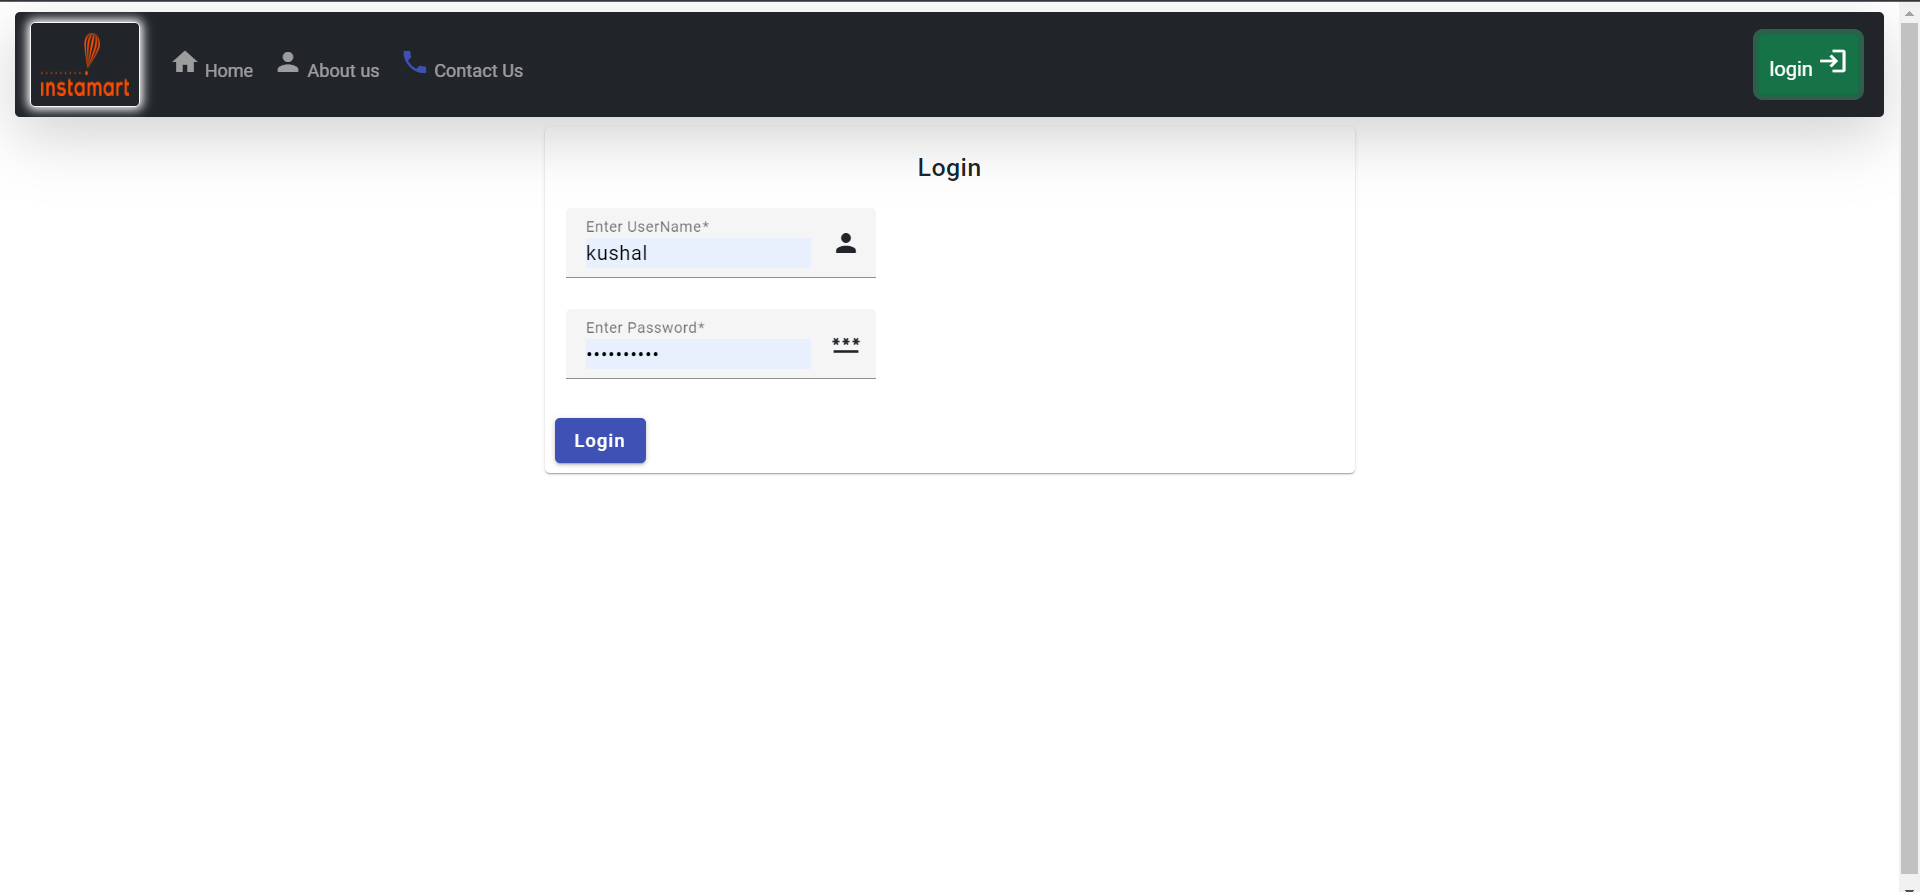 instamart
Home
About us
Contact Us
login
Login
Enter UserName*
kushal
Enter Password*
••••••••••
***
Login